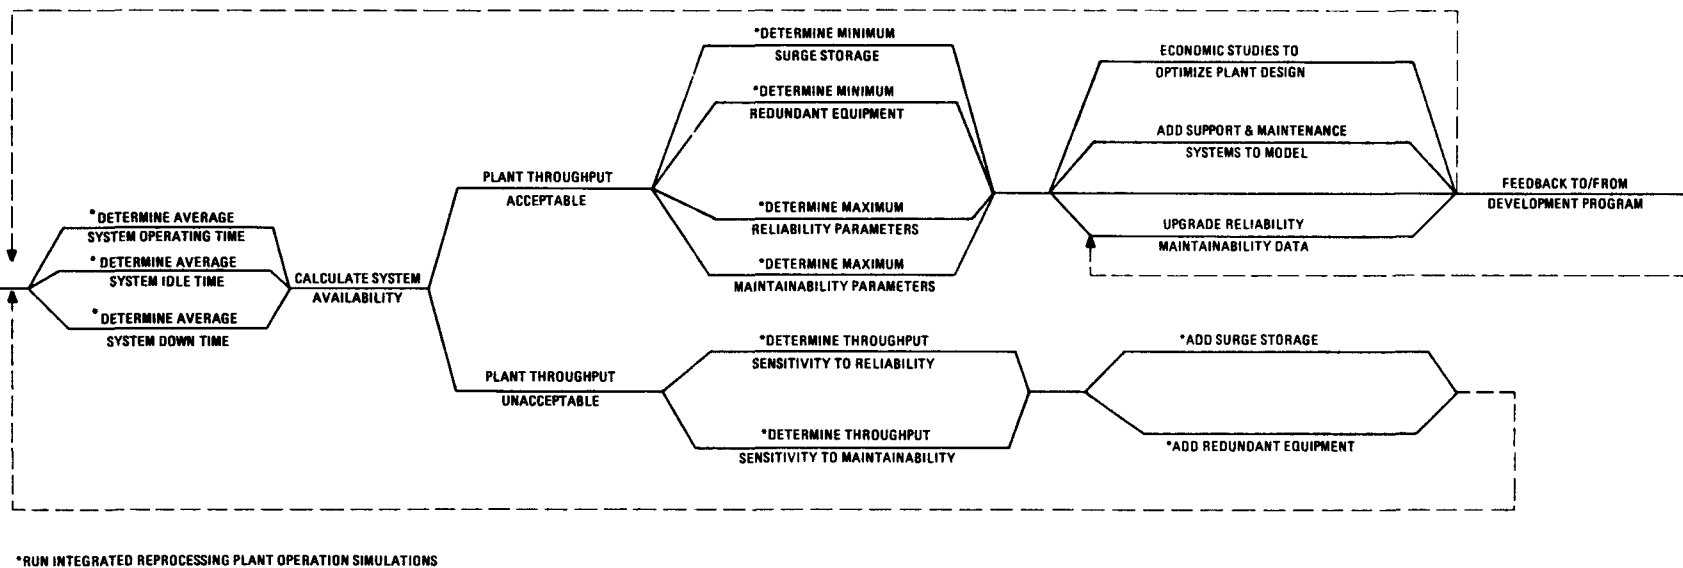 *DETERMINE AVERAGE
SYSTEM OPERATING TIME
*DETERMINE AVERAGE
SYSTEM IDLE TIME
*DETERMINE AVERAGE
SYSTEM DOWN TIME
CALCULATE SYSTEM
AVAILABILITY
PLANT THROUGHPUT
ACCEPTABLE
*DETERMINE MINIMUM
SURGE STORAGE
*DETERMINE MINIMUM
REDUNDANT EQUIPMENT
*DETERMINE MAXIMUM
RELIABILITY PARAMETERS
*DETERMINE MAXIMUM
MAINTAINABILITY PARAMETERS
ECONOMIC STUDIES TO
OPTIMIZE PLANT DESIGN
ADD SUPPORT & MAINTENANCE
SYSTEMS TO MODEL
UPGRADE RELIABILITY
MAINTAINABILITY DATA
FEEDBACK TO/FROM
DEVELOPMENT PROGRAM
PLANT THROUGHPUT
UNACCEPTABLE
*DETERMINE THROUGHPUT
SENSITIVITY TO RELIABILITY
*DETERMINE THROUGHPUT
SENSITIVITY TO MAINTAINABILITY
*ADD SURGE STORAGE
*ADD REDUNDANT EQUIPMENT
*RUN INTEGRATED REPROCESSING PLANT OPERATION SIMULATIONS